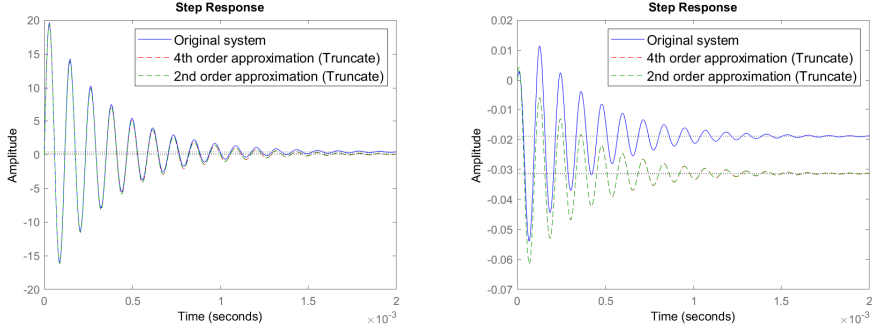 Step Response
20
15
10
5
0
-5
-10
-15
-20
Amplitude
Original system
4th order approximation (Truncate)
2nd order approximation (Truncate)
0 0.5 1 1.5 2
Time (seconds)
×10⁻³
Step Response
0.02
0.01
0
-0.01
-0.02
-0.03
-0.04
-0.05
-0.06
-0.07
Amplitude
Original system
4th order approximation (Truncate)
2nd order approximation (Truncate)
0 0.5 1 1.5 2
Time (seconds)
×10⁻³